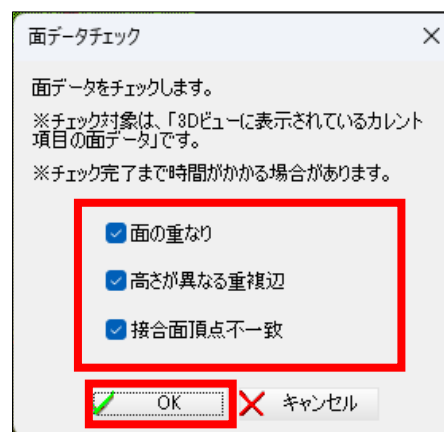 面データチェック
面データをチェックします。
※チェック対象は、「3Dビューに表示されているカレント
項目の面データ」です。
※チェック完了まで時間がかかる場合があります。
面の重なり
高さが異なる重複辺
接合面頂点不一致
OK キャンセル